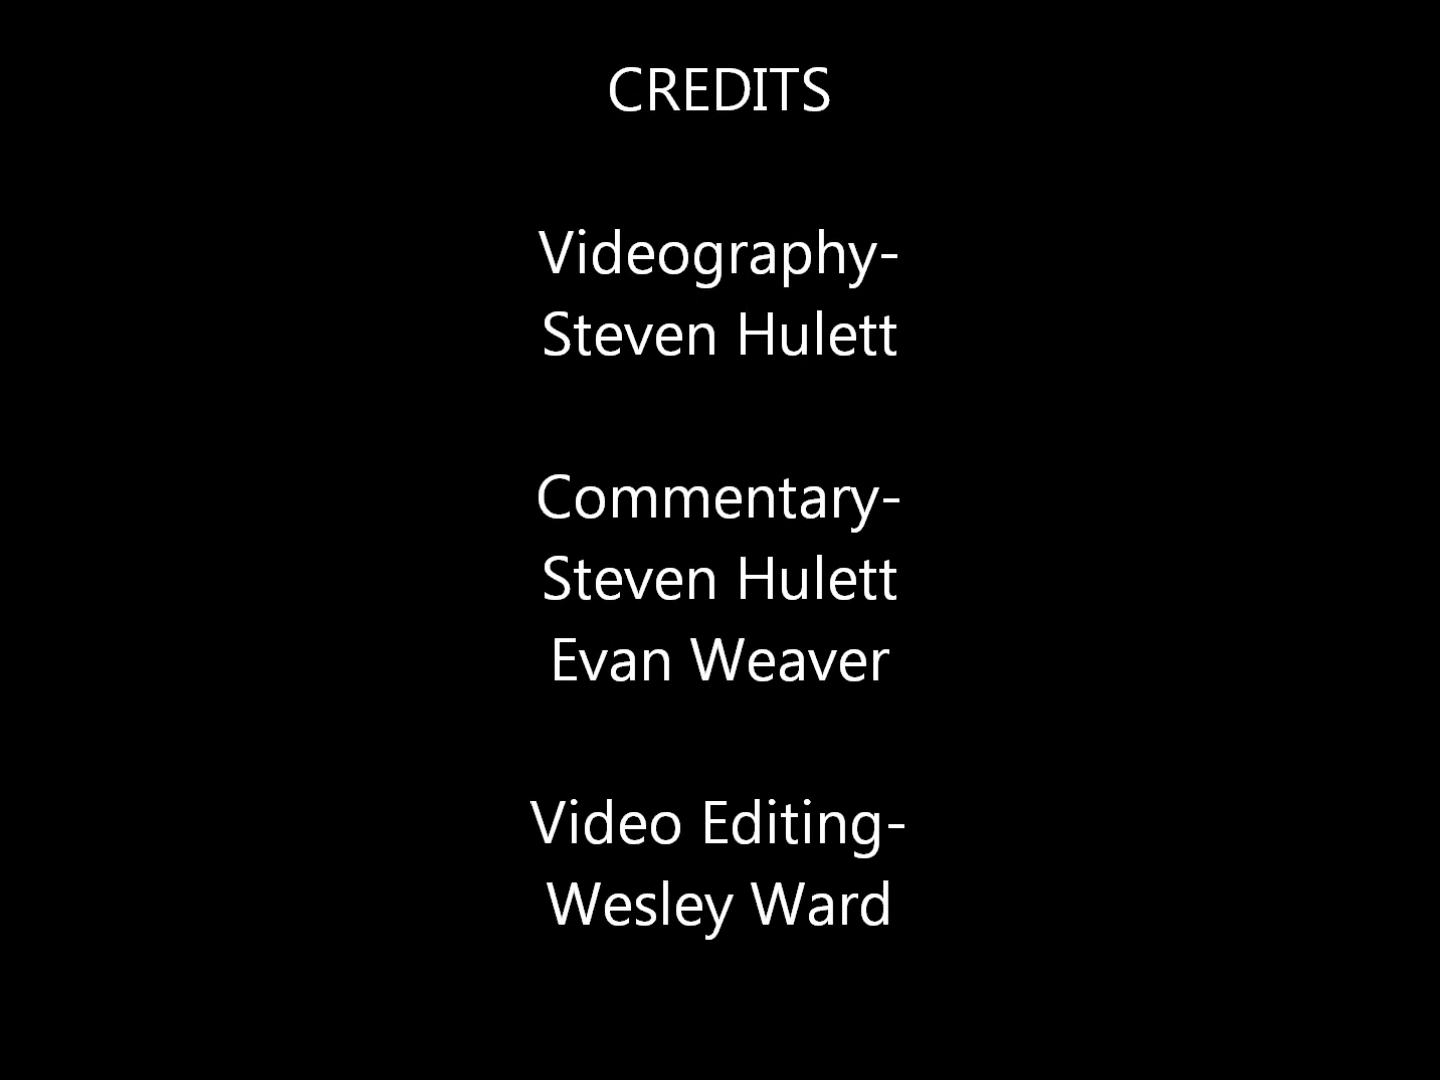 CREDITS
Videography-
Steven Hulett
Commentary-
Steven Hulett
Evan Weaver
Video Editing-
Wesley Ward